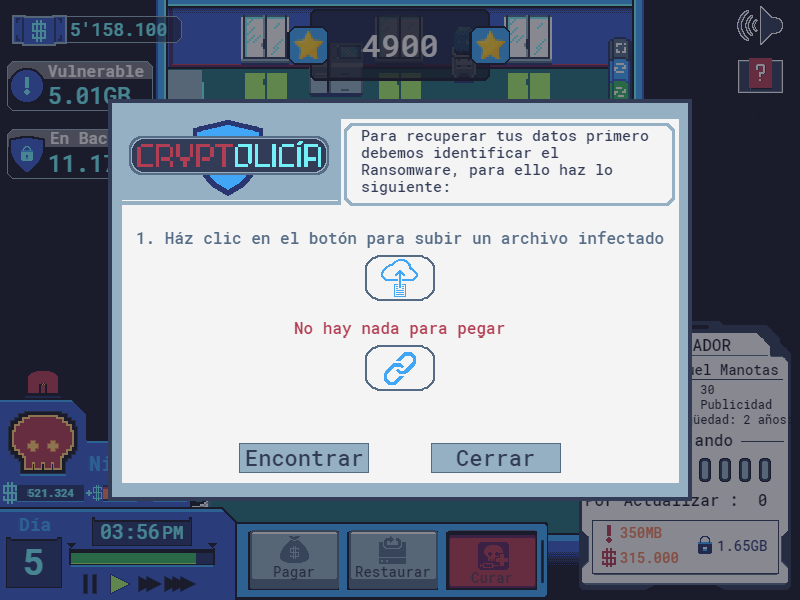 5'158.100
4900
?
Vulnerable
5.01GB
En Bac
11.17
CRYPTOLICÍA
Para recuperar tus datos primero
debemos identificar el
Ransomware, para ello haz lo
siguiente:
1. Ház clic en el botón para subir un archivo infectado
No hay nada para pegar
Encontrar
Cerrar
ADOR
uel Manotas
30
Publicidad
üedad: 2 años
ando
Por Actualizar : 0
350MB
315.000
1.65GB
Ni
521.324
+
Día
5
03:56PM
Pagar
Restaurar
Curar